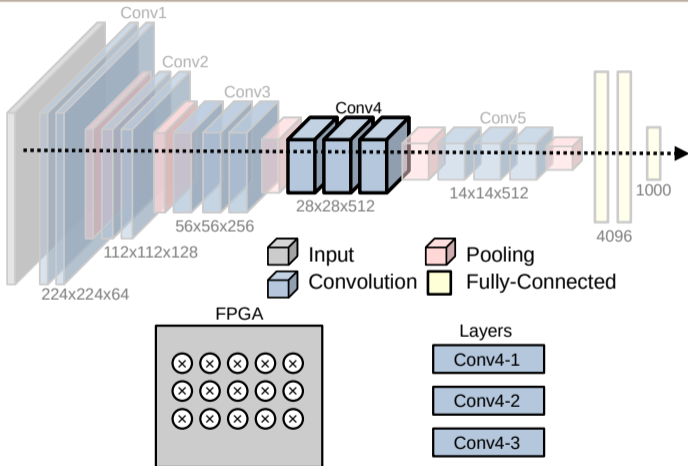 Conv1
Conv2
Conv3
Conv4
Conv5
28x28x512
14x14x512
1000
56x56x256
4096
112x112x128
Input
Pooling
Convolution
Fully-Connected
224x224x64
FPGA
Layers
× × × × ×
Conv4-1
× × × × ×
Conv4-2
× × × × ×
Conv4-3